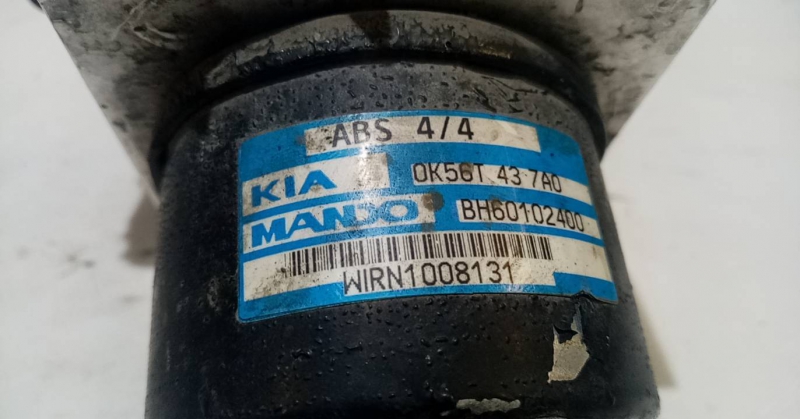 ABS 4/4
KIA 0K56T 43 7A0
MANDO BH60102400
WIRN1008131